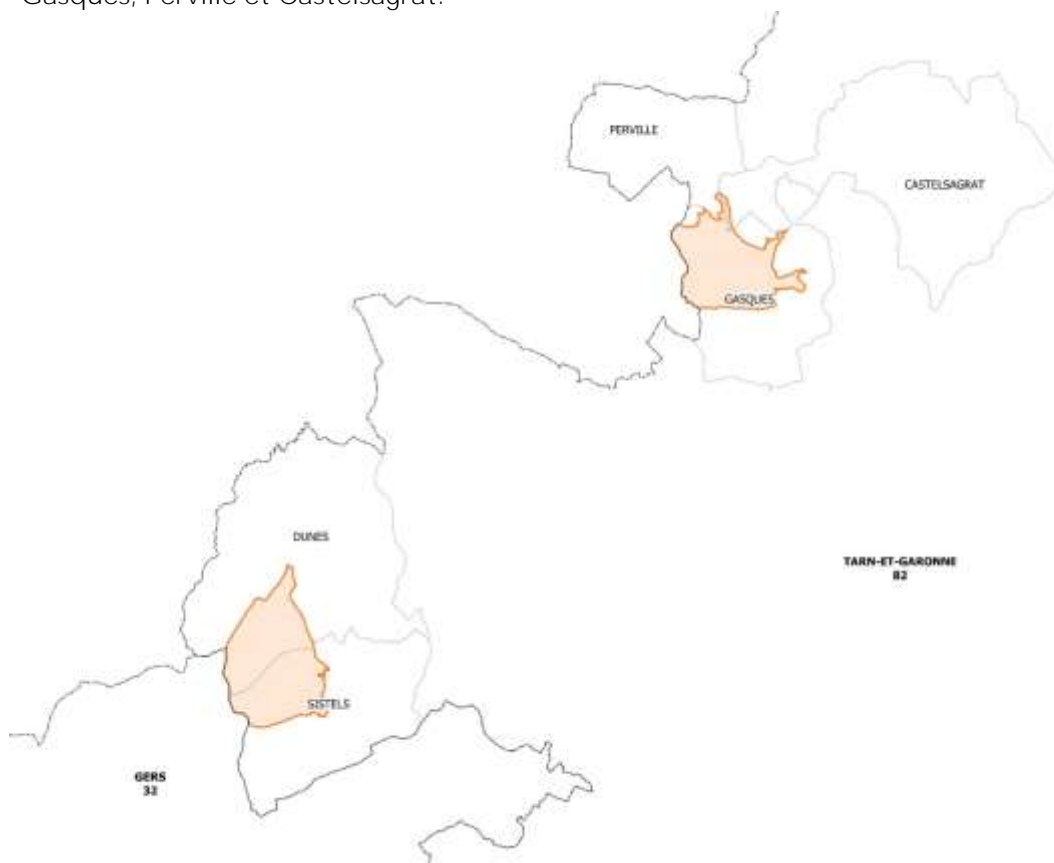 Gasques, Perville et Castelsagrat.
PERVILLE
CASTELSAGRAT
GASQUES
DUNES
TARN-ET-GARONNE
82
SISTELS
GERS
32